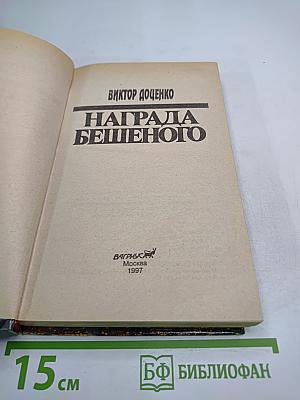 ВИКТОР ДОЦЕНКО
НАГРАДА
БЕШЕНОГО
ВАГРИУС
Москва
1997
15 см
БФ БИБЛИОФАН